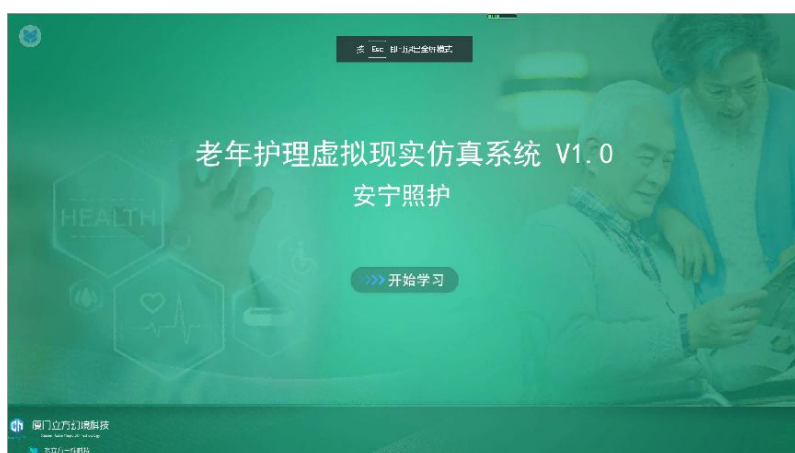 按 Esc 即可退出全屏模式
老年护理虚拟现实仿真系统 V1.0
安宁照护
HEALTH
>>>> 开始学习
厦门立方幻境科技